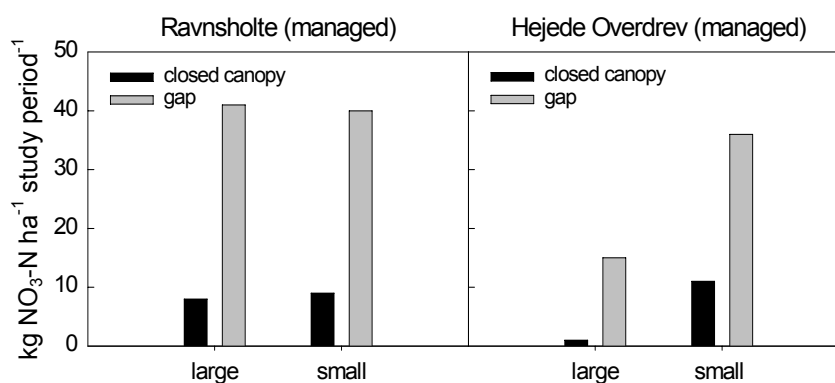 Ravnsholte (managed)
Hejede Overdrev (managed)
kg NO₃-N ha⁻¹ study period⁻¹
50
40
30
20
10
0
closed canopy
gap
closed canopy
gap
large
small
large
small